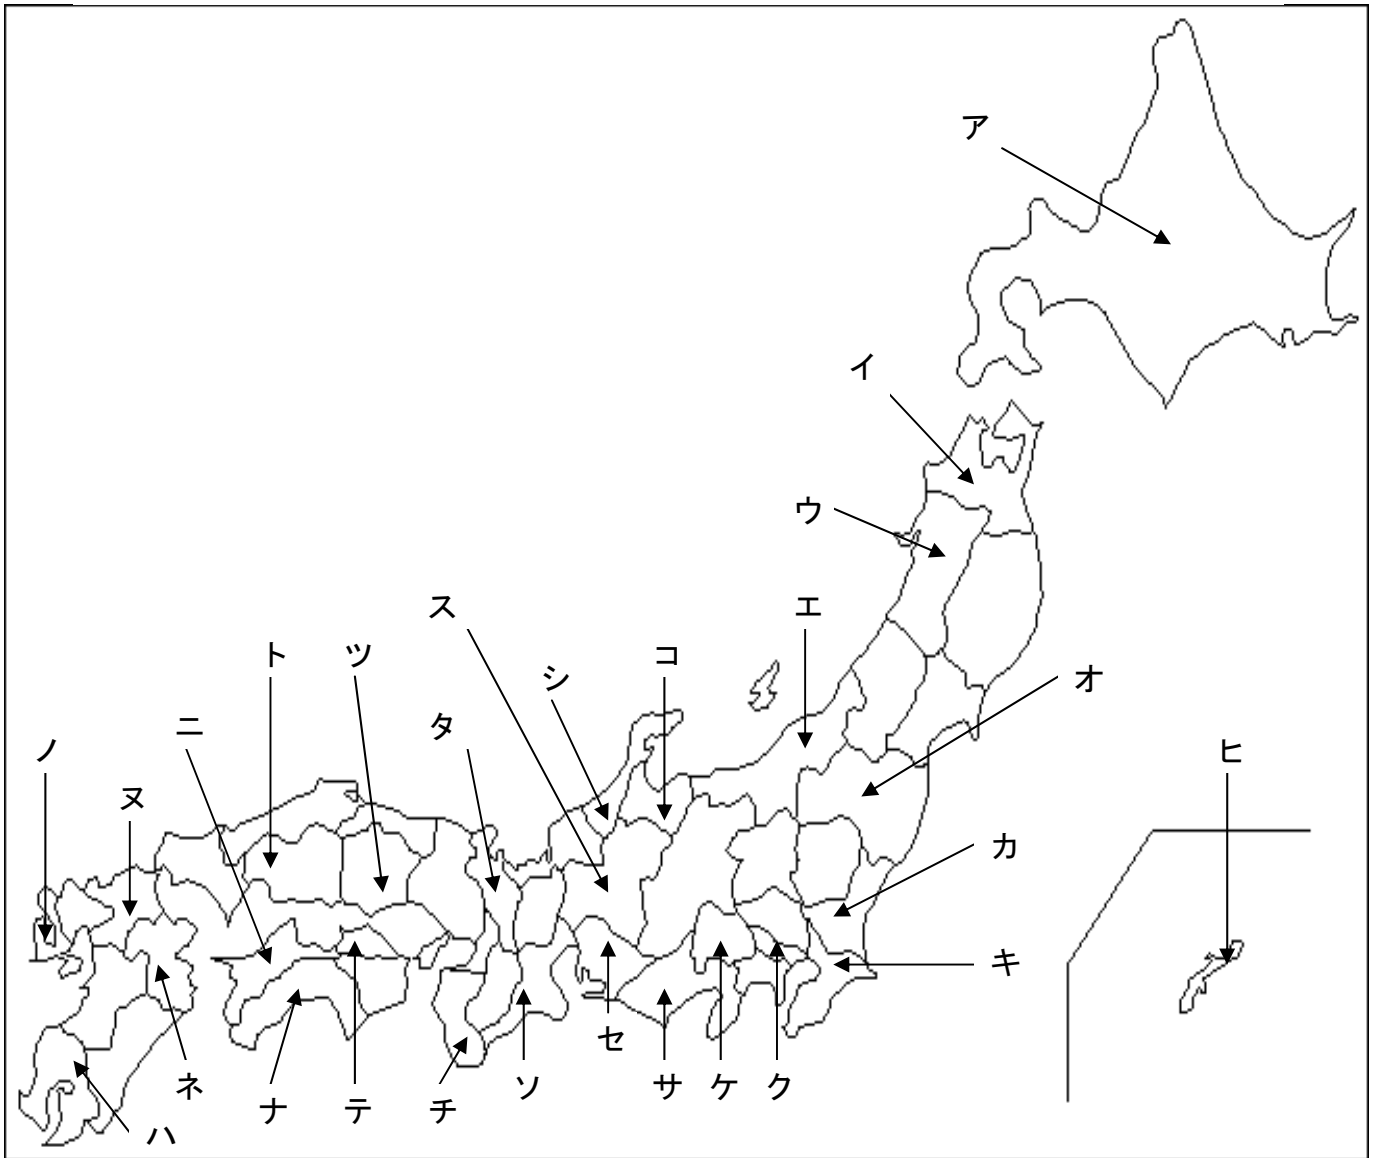 ア
イ
ウ
エ
ス
ト
ツ
シ
コ
オ
ニ
タ
ノ
ヒ
ヌ
カ
キ
セ
ネ
ナ
テ
チ
ソ
サ
ケ
ク
ハ